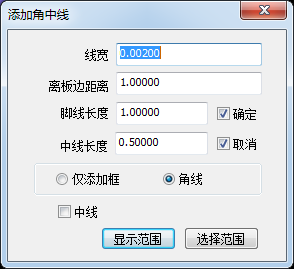 添加角中线
线宽 0.00200
离板边距离 1.00000
脚线长度 1.00000 确定
中线长度 0.50000 取消
仅添加框 角线
中线
显示范围 选择范围